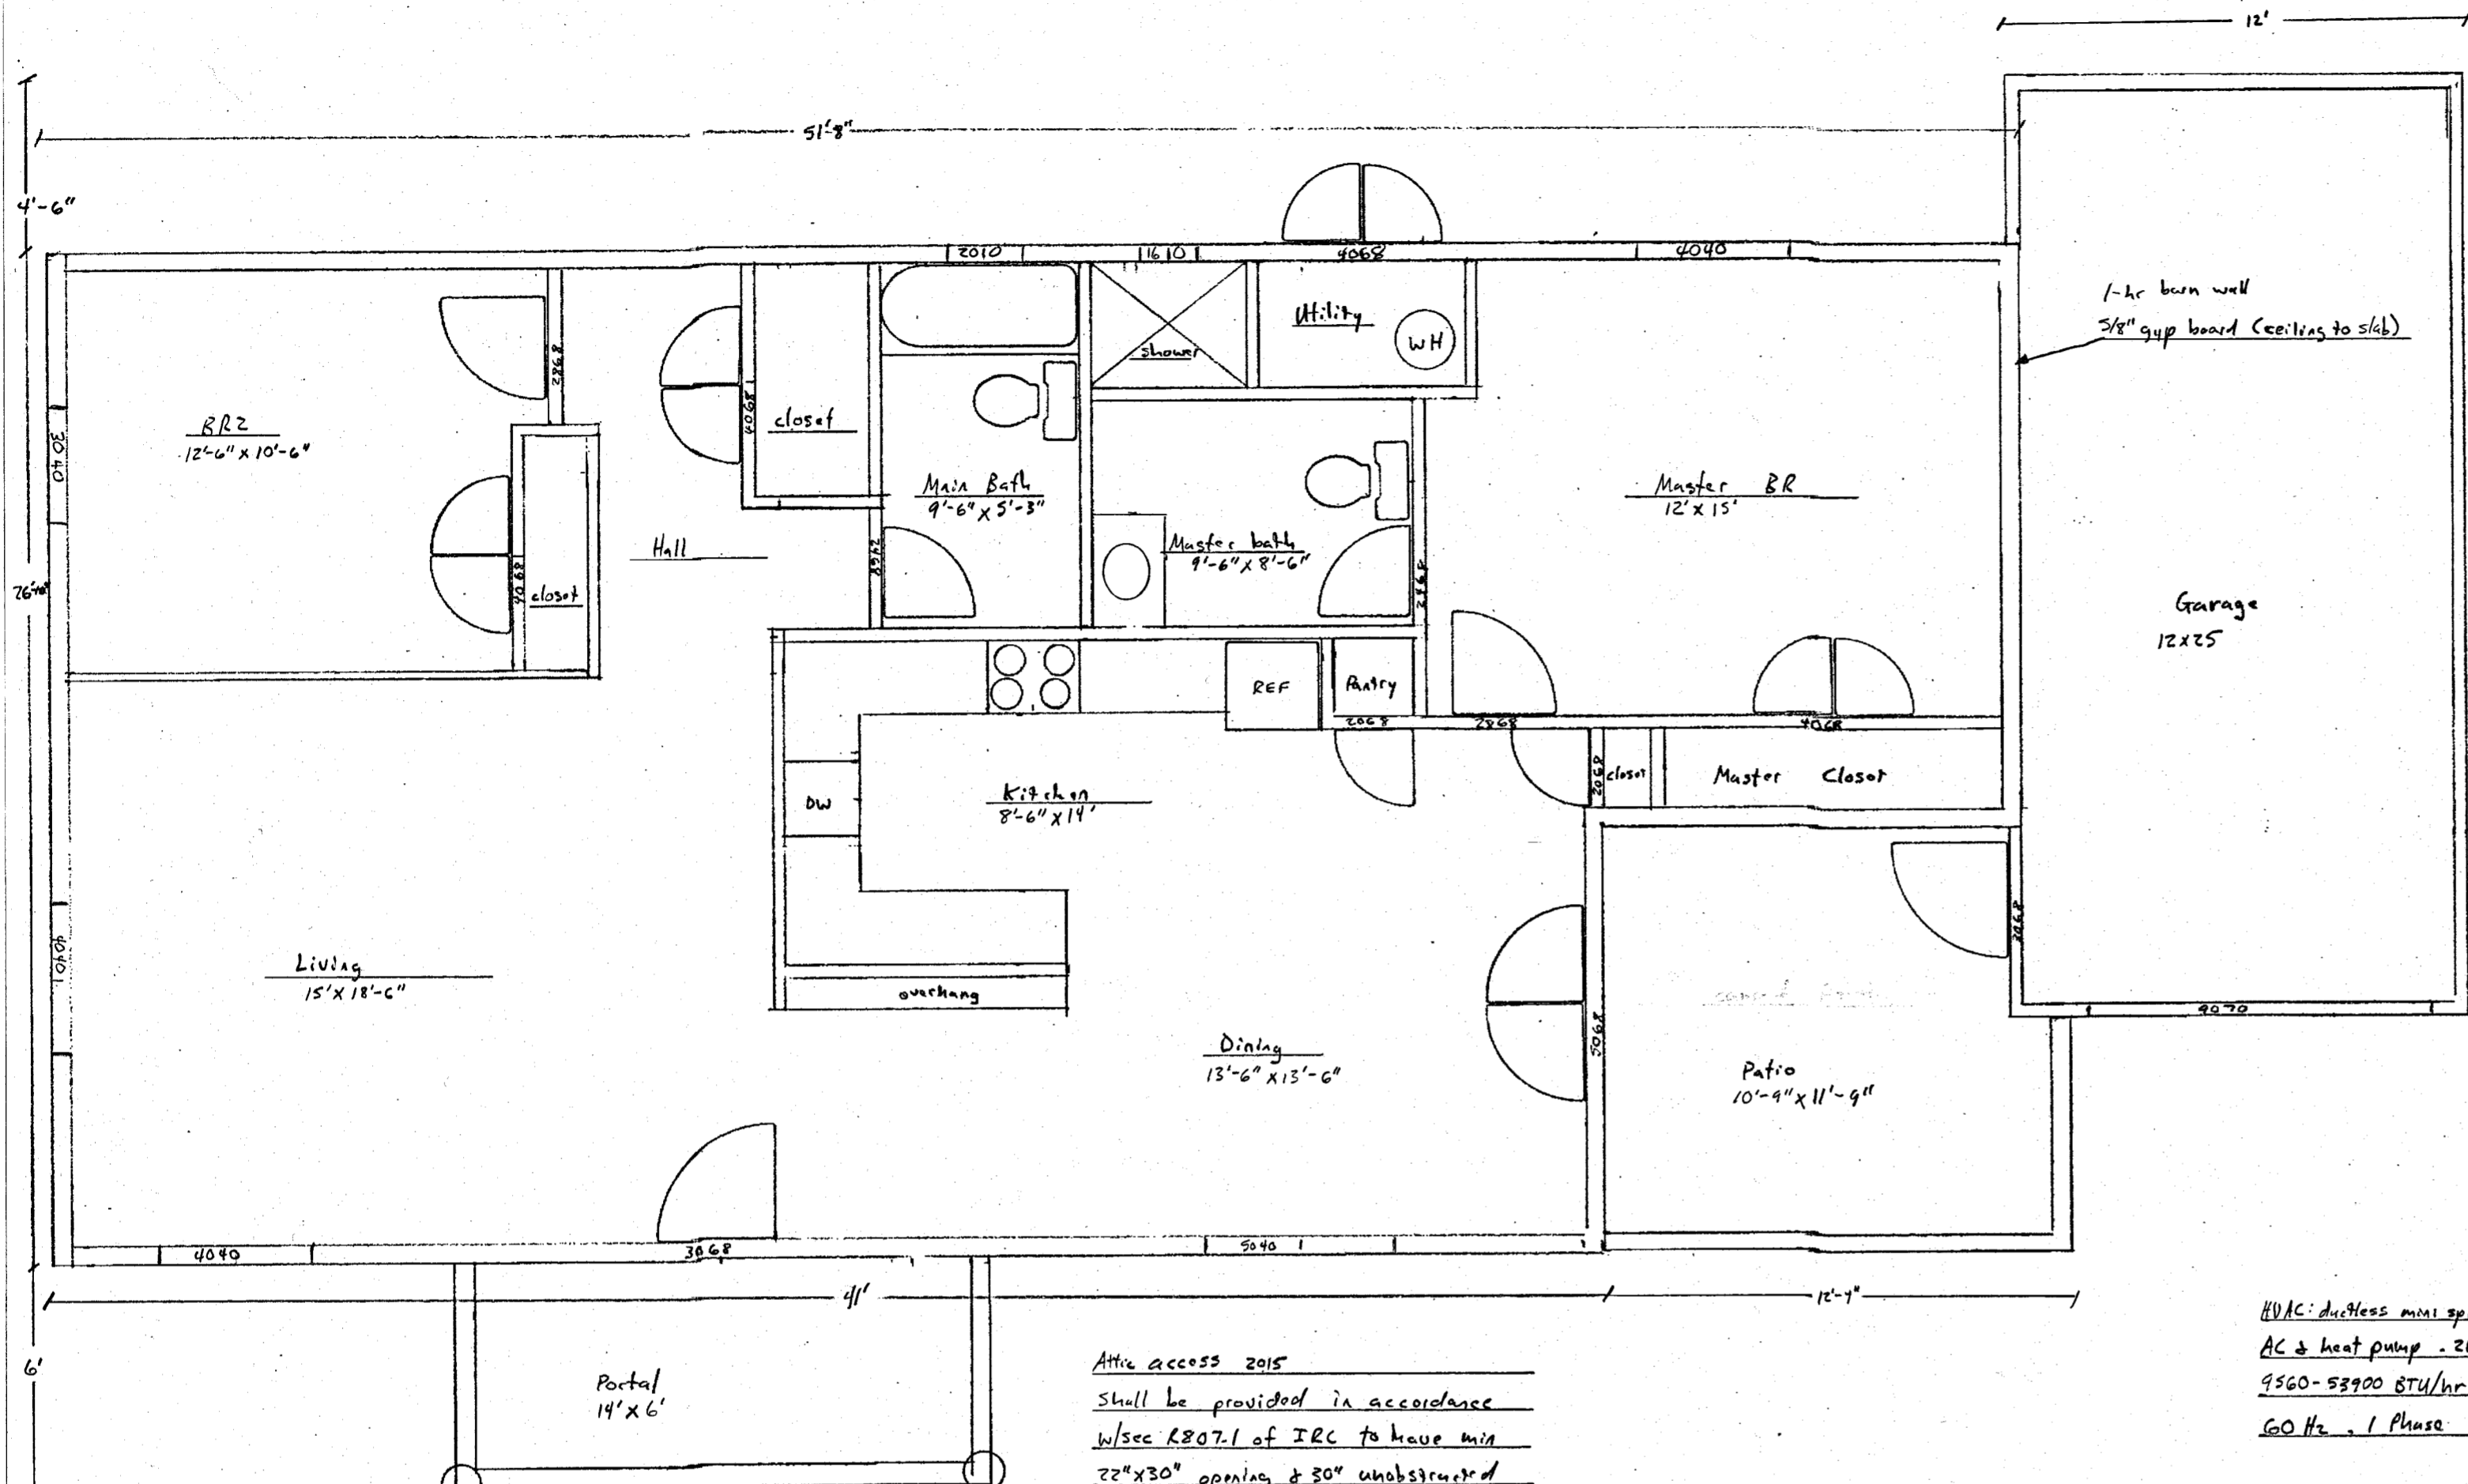 12'
51'-8"
4'-6"
2010
1610
4068
4040
1-hr burn wall
5/8" gyp board (ceiling to slab)
Utility
WH
shower
2868
4068
closet
BR2
12'-6" x 10'-6"
3040
Main Bath
9'-6" x 5'-3"
Master BR
12' x 15'
Hall
2468
Master bath
9'-6" x 8'-6"
2468
4068
closet
Garage
12x25
REF
Pantry
2068
2868
4068
2068
closet
Master Closet
DW
Kitchen
8'-6" x 14'
3068
4040
Living
15' x 18'-6"
overhang
9070
Dining
13'-6" x 13'-6"
5068
Patio
10'-9" x 11'-9"
4040
3068
5040
41'
12'-4"
6'
Portal
14' x 6'
Attic access 2015
shall be provided in accordance
w/sec R807.1 of IRC to have min
22"x30" opening & 30" unobstructed
HVAC: ductless mini sp
AC & heat pump . 2
9560-53900 BTU/hr
60 Hz , 1 Phase